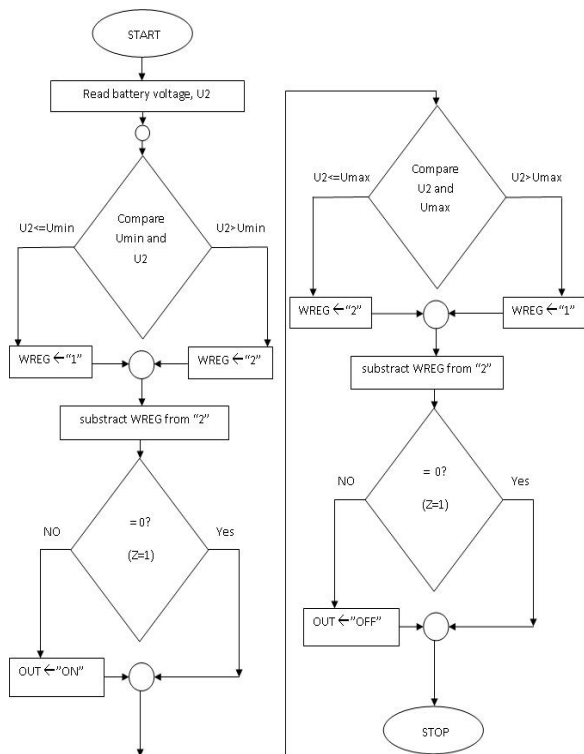 START
Read battery voltage, U2
U2<=Umin
Compare
Umin and
U2
U2>Umin
WREG ←“1”
WREG ←“2”
substract WREG from “2”
NO
= 0?
(Z=1)
Yes
OUT ←”ON”
U2<=Umax
Compare
U2 and
Umax
U2>Umax
WREG ←“2”
WREG ←“1”
substract WREG from “2”
NO
= 0?
(Z=1)
Yes
OUT ←”OFF”
STOP